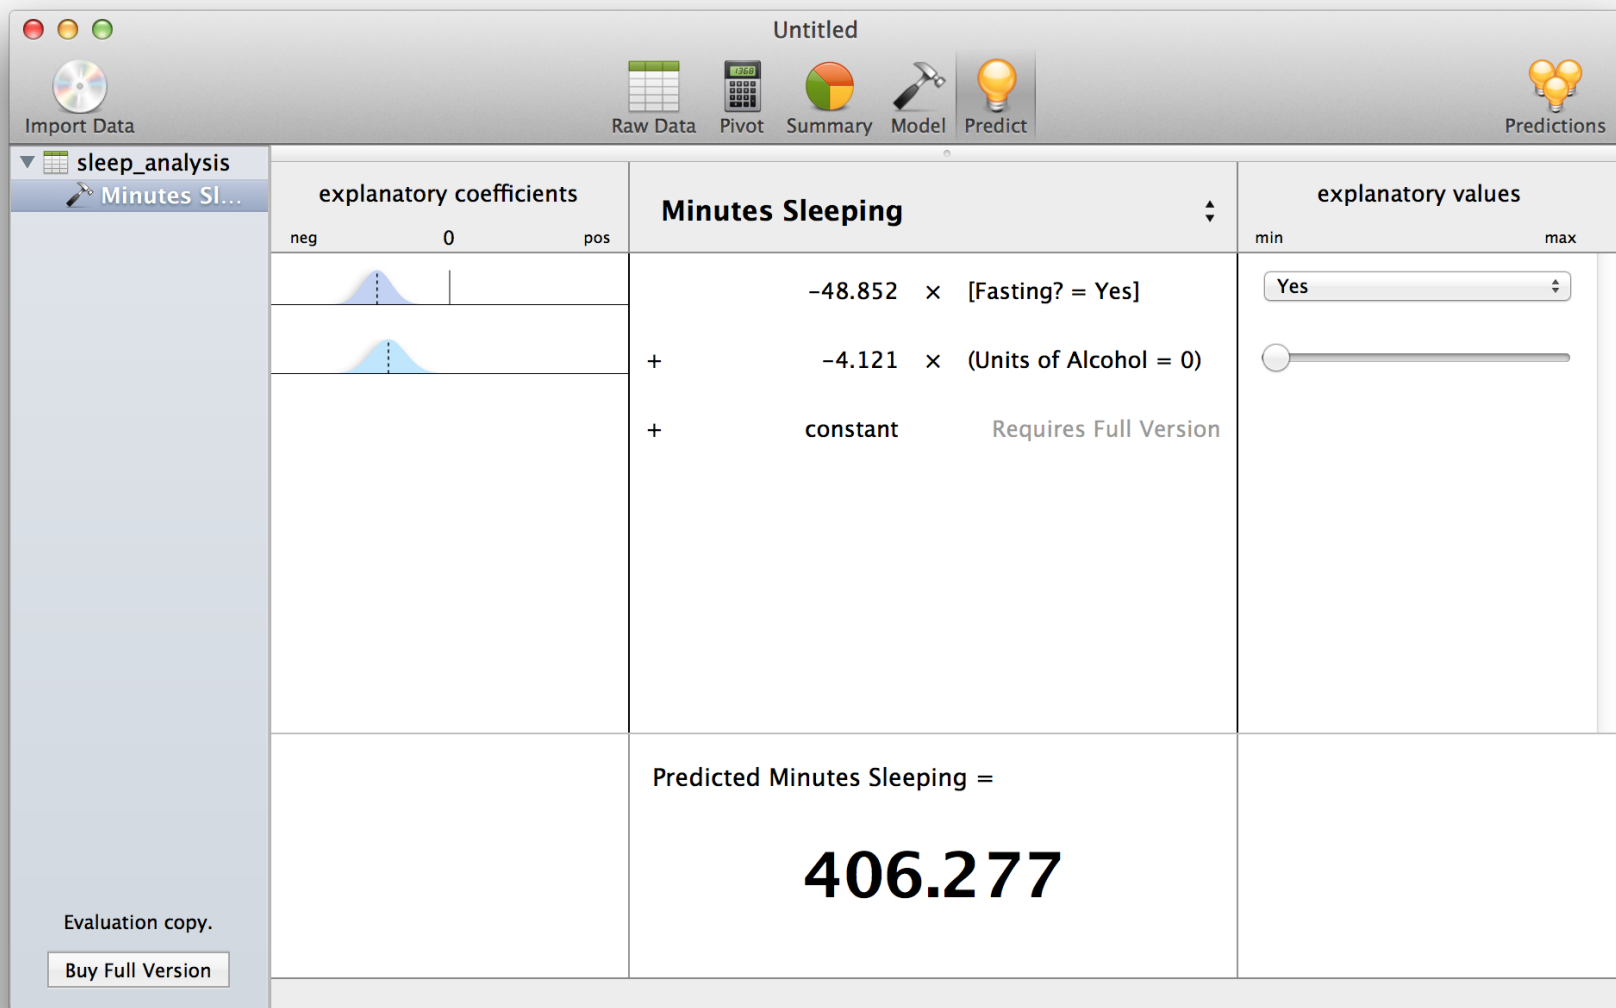 Untitled
Import Data
1368
Raw Data
Pivot
Summary
Model
Predict
Predictions
sleep_analysis
Minutes Sl...
explanatory coefficients
neg 0 pos
Minutes Sleeping
explanatory values
min max
-48.852 × [Fasting? = Yes]
Yes
+ -4.121 × (Units of Alcohol = 0)
+ constant Requires Full Version
Predicted Minutes Sleeping =
406.277
Evaluation copy.
Buy Full Version